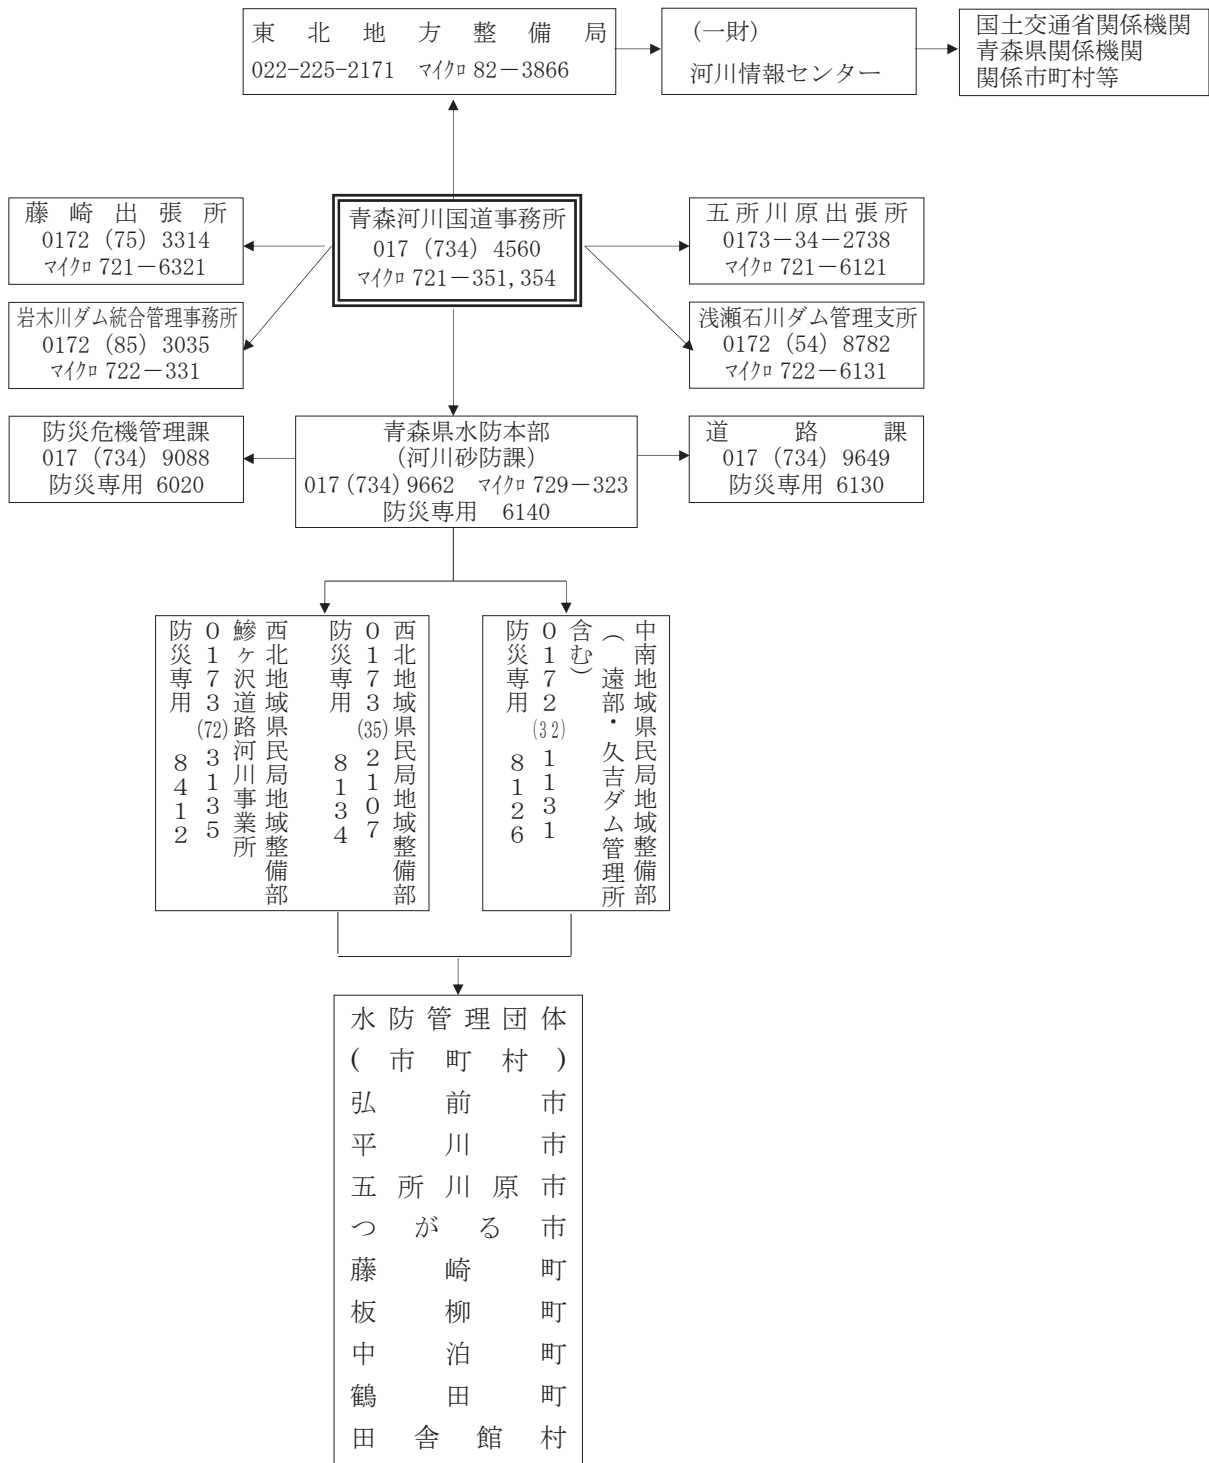 東北地方整備局
022-225-2171 マイクロ 82－3866
(一財)
河川情報センター
国土交通省関係機関
青森県関係機関
関係市町村等
藤崎出張所
0172 (75) 3314
マイクロ 721－6321
青森河川国道事務所
017 (734) 4560
マイクロ 721－351, 354
五所川原出張所
0173－34－2738
マイクロ 721－6121
岩木川ダム統合管理事務所
0172 (85) 3035
マイクロ 722－331
浅瀬石川ダム管理支所
0172 (54) 8782
マイクロ 722－6131
防災危機管理課
017 (734) 9088
防災専用 6020
青森県水防本部
(河川砂防課)
017 (734) 9662 マイクロ 729－323
防災専用 6140
道路課
017 (734) 9649
防災専用 6130
西北地域県民局地域整備部
0173(35)2107
防災専用 8134
西北地域県民局地域整備部
鰺ヶ沢道路河川事業所
0173(72)3135
防災専用 8412
中南地域県民局地域整備部
(遠部・久吉ダム管理所
含む)
0172(32)1131
防災専用 8126
水防管理団体
(市町村)
弘前市
平川市
五所川原市
つがる市
藤崎町
板柳町
中泊町
鶴田町
田舎館村